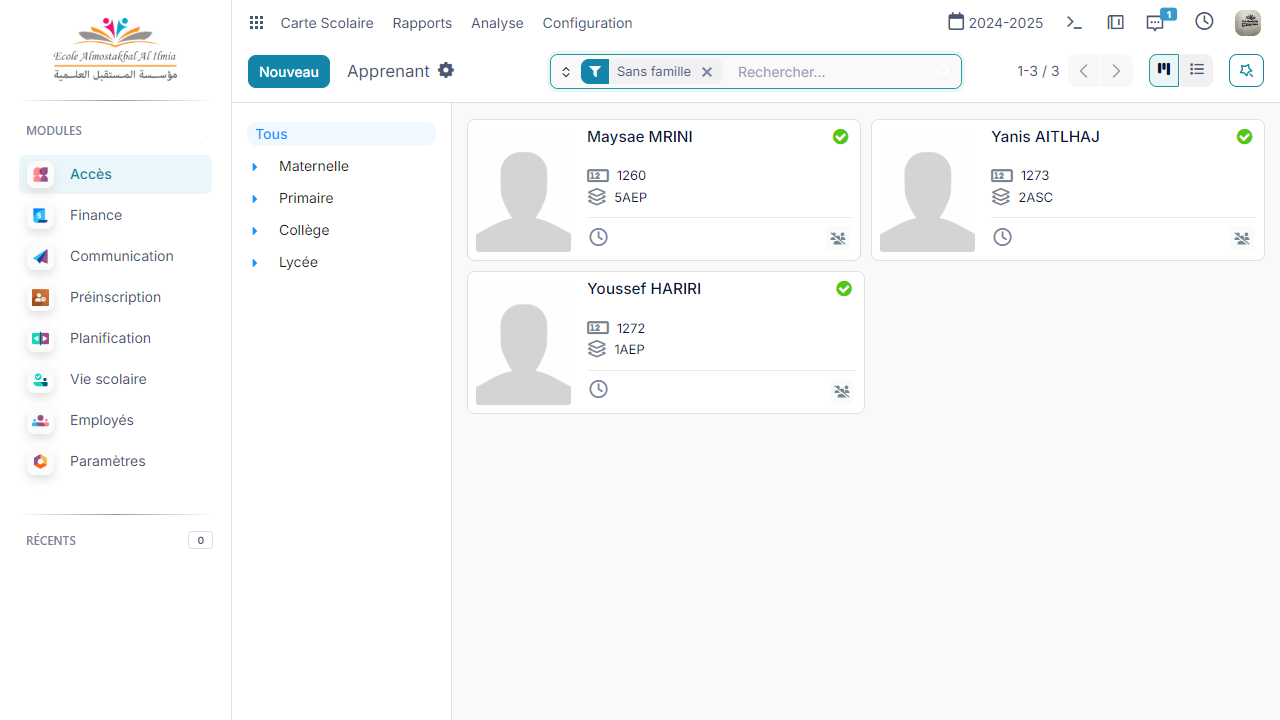 Ecole Almostakbal Al Ilmia
مؤسسة المستقبل العلمية
MODULES
Accès
Finance
Communication
Préinscription
Planification
Vie scolaire
Employés
Paramètres
RÉCENTS 0
Carte Scolaire Rapports Analyse Configuration 2024-2025 1
Nouveau Apprenant Sans famille Rechercher... 1-3 / 3
Tous
Maternelle
Primaire
Collège
Lycée
Maysae MRINI
12 1260
5AEP
Yanis AITLHAJ
12 1273
2ASC
Youssef HARIRI
12 1272
1AEP